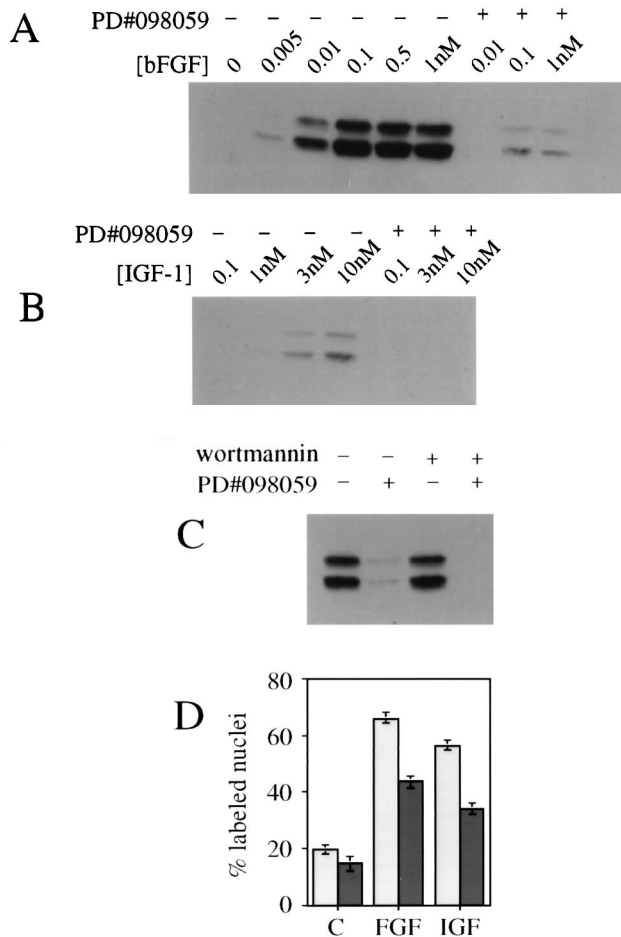 A
PD#098059 – – – – – – + + +
[bFGF] 0 0.005 0.01 0.1 0.5 1nM 0.01 0.1 1nM
PD#098059 – – – – + + +
[IGF-1] 0.1 1nM 3nM 10nM 0.1 3nM 10nM
B
wortmannin – – + +
PD#098059 – + – +
C
D
% labeled nuclei
80
60
40
20
0
C FGF IGF